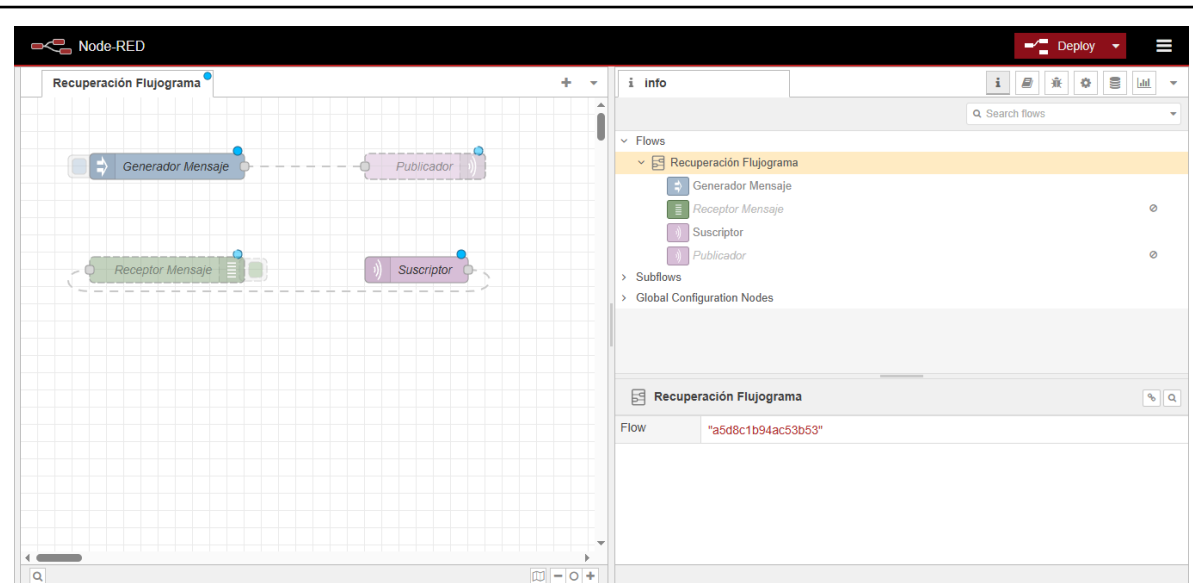 Node-RED
Deploy
Recuperación Flujograma
i info
Search flows
Flows
Recuperación Flujograma
Generador Mensaje
Receptor Mensaje
Suscriptor
Publicador
Subflows
Global Configuration Nodes
Generador Mensaje
Publicador
Receptor Mensaje
Suscriptor
Recuperación Flujograma
Flow "a5d8c1b94ac53b53"